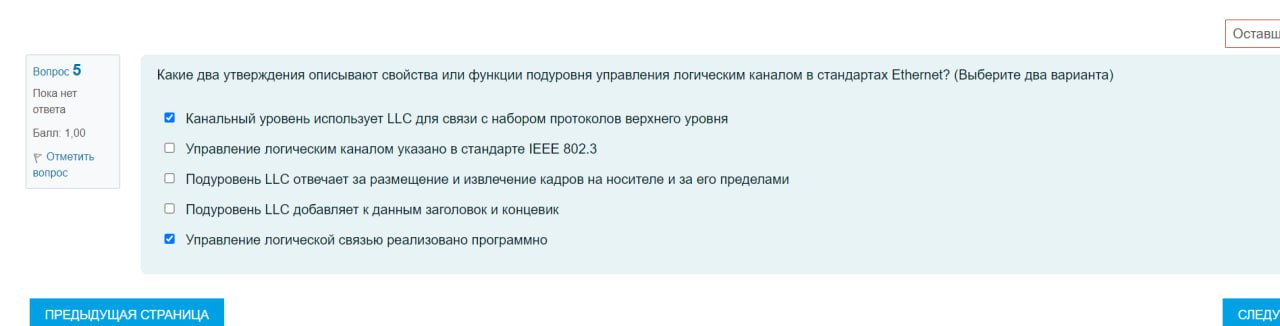 Оставш
Вопрос 5
Пока нет
ответа
Балл: 1,00
Отметить
вопрос
Какие два утверждения описывают свойства или функции подуровня управления логическим каналом в стандартах Ethernet? (Выберите два варианта)
Канальный уровень использует LLC для связи с набором протоколов верхнего уровня
Управление логическим каналом указано в стандарте IEEE 802.3
Подуровень LLC отвечает за размещение и извлечение кадров на носителе и за его пределами
Подуровень LLC добавляет к данным заголовок и концевик
Управление логической связью реализовано программно
ПРЕДЫДУЩАЯ СТРАНИЦА
СЛЕДУ